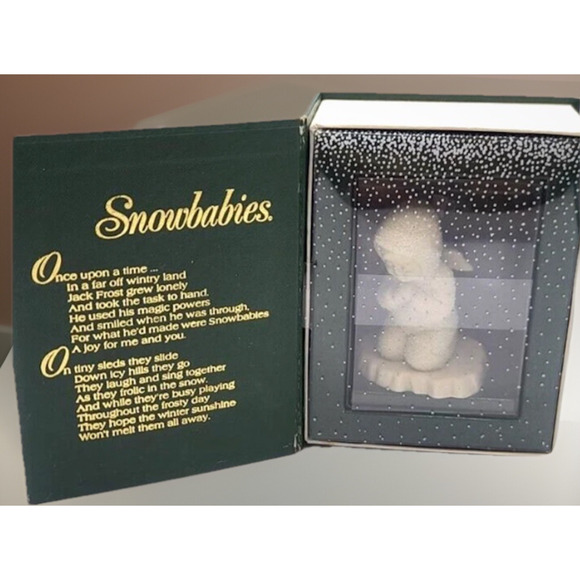 Snowbabies.
Once upon a time ...
In a far off wintry land
Jack Frost grew lonely
And took the task to hand.
He used his magic powers
And smiled when he was through.
For what he'd made were Snowbabies
A joy for me and you.
On tiny sleds they slide
Down icy hills they go
They laugh and sing together
As they frolic in the snow.
And while they're busy playing
Throughout the frosty day
They hope the winter sunshine
Won't melt them all away.